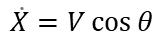 Ẋ = V cos θ